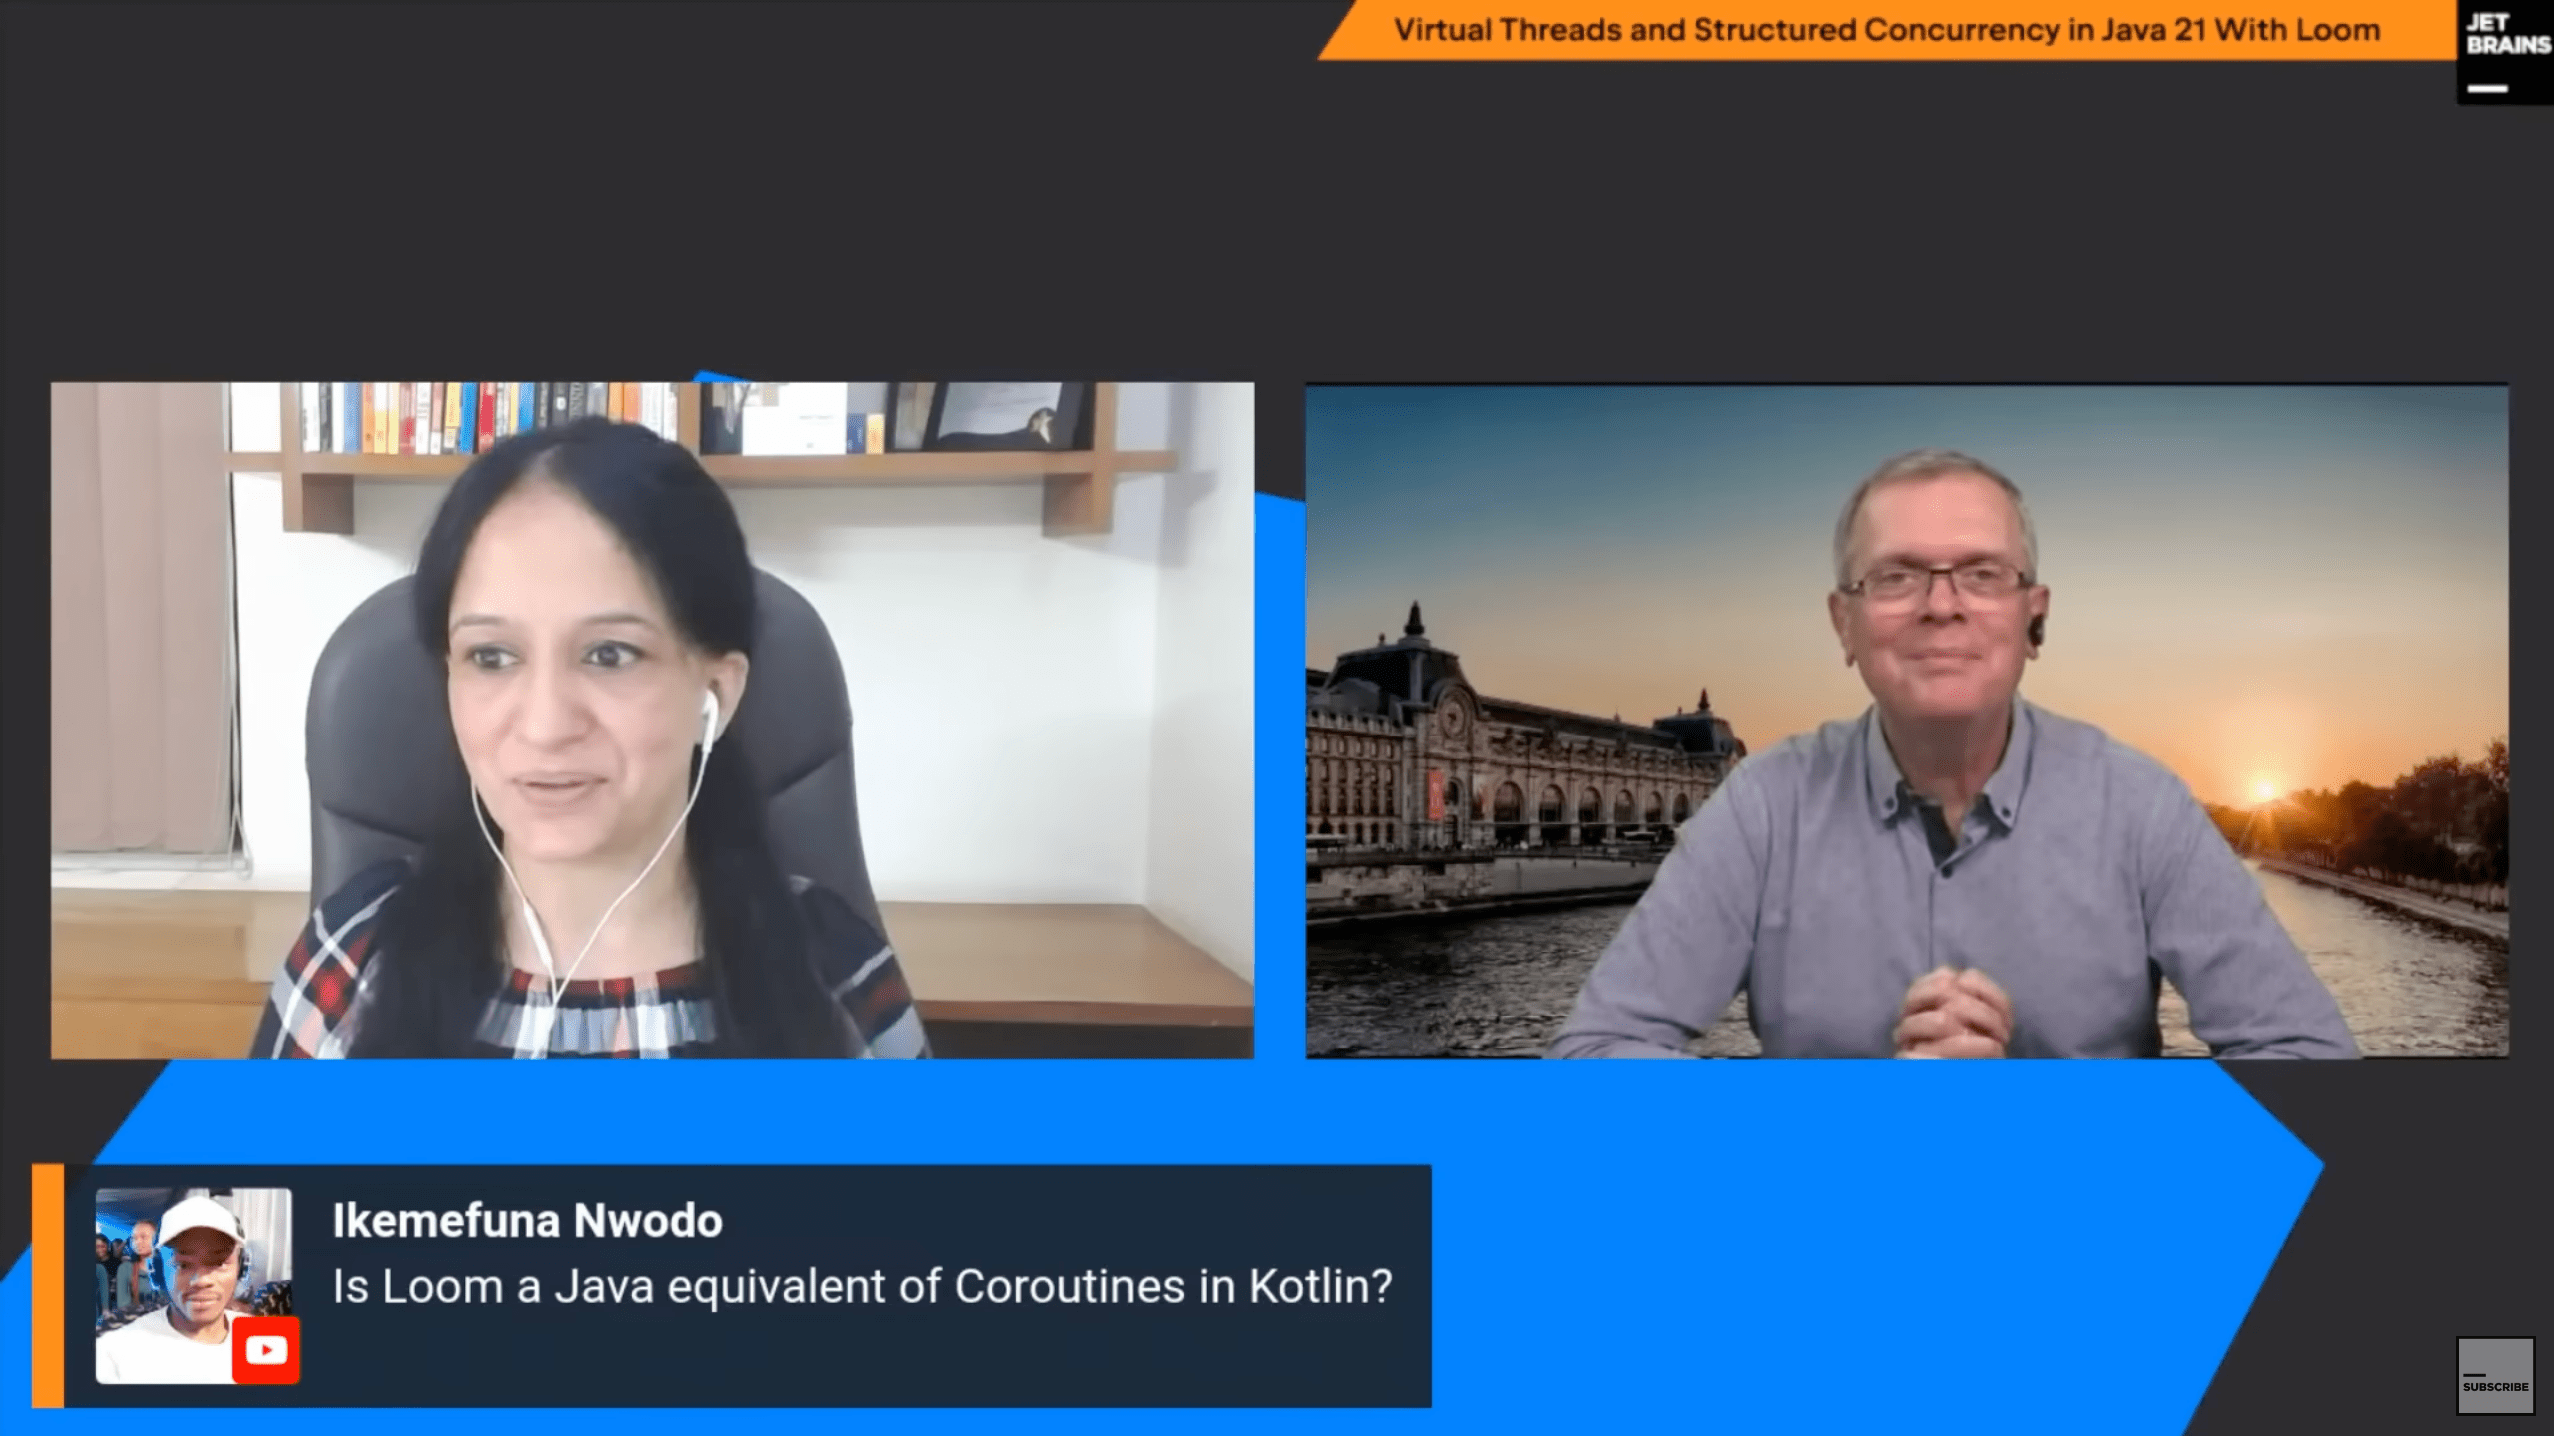 Virtual Threads and Structured Concurrency in Java 21 With Loom
JET
BRAINS
Ikemefuna Nwodo
Is Loom a Java equivalent of Coroutines in Kotlin?
SUBSCRIBE